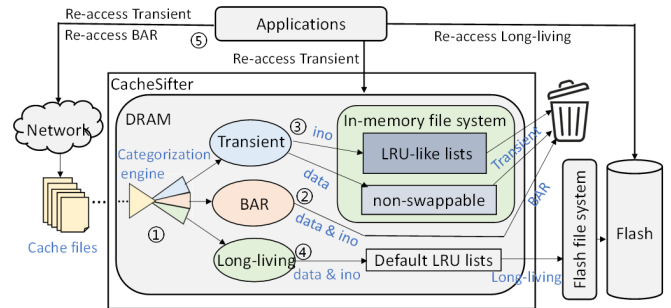 Re-access Transient
Re-access BAR
⑤
Applications
Re-access Long-living
Re-access Transient
CacheSifter
DRAM
In-memory file system
Network
Categorization
engine
Transient
③ ino
LRU-like lists
Transient
data
non-swappable
BAR
②
data & ino
BAR
①
Cache files
Long-living
④
data & ino
Default LRU lists
Long-living
Flash file system
Flash